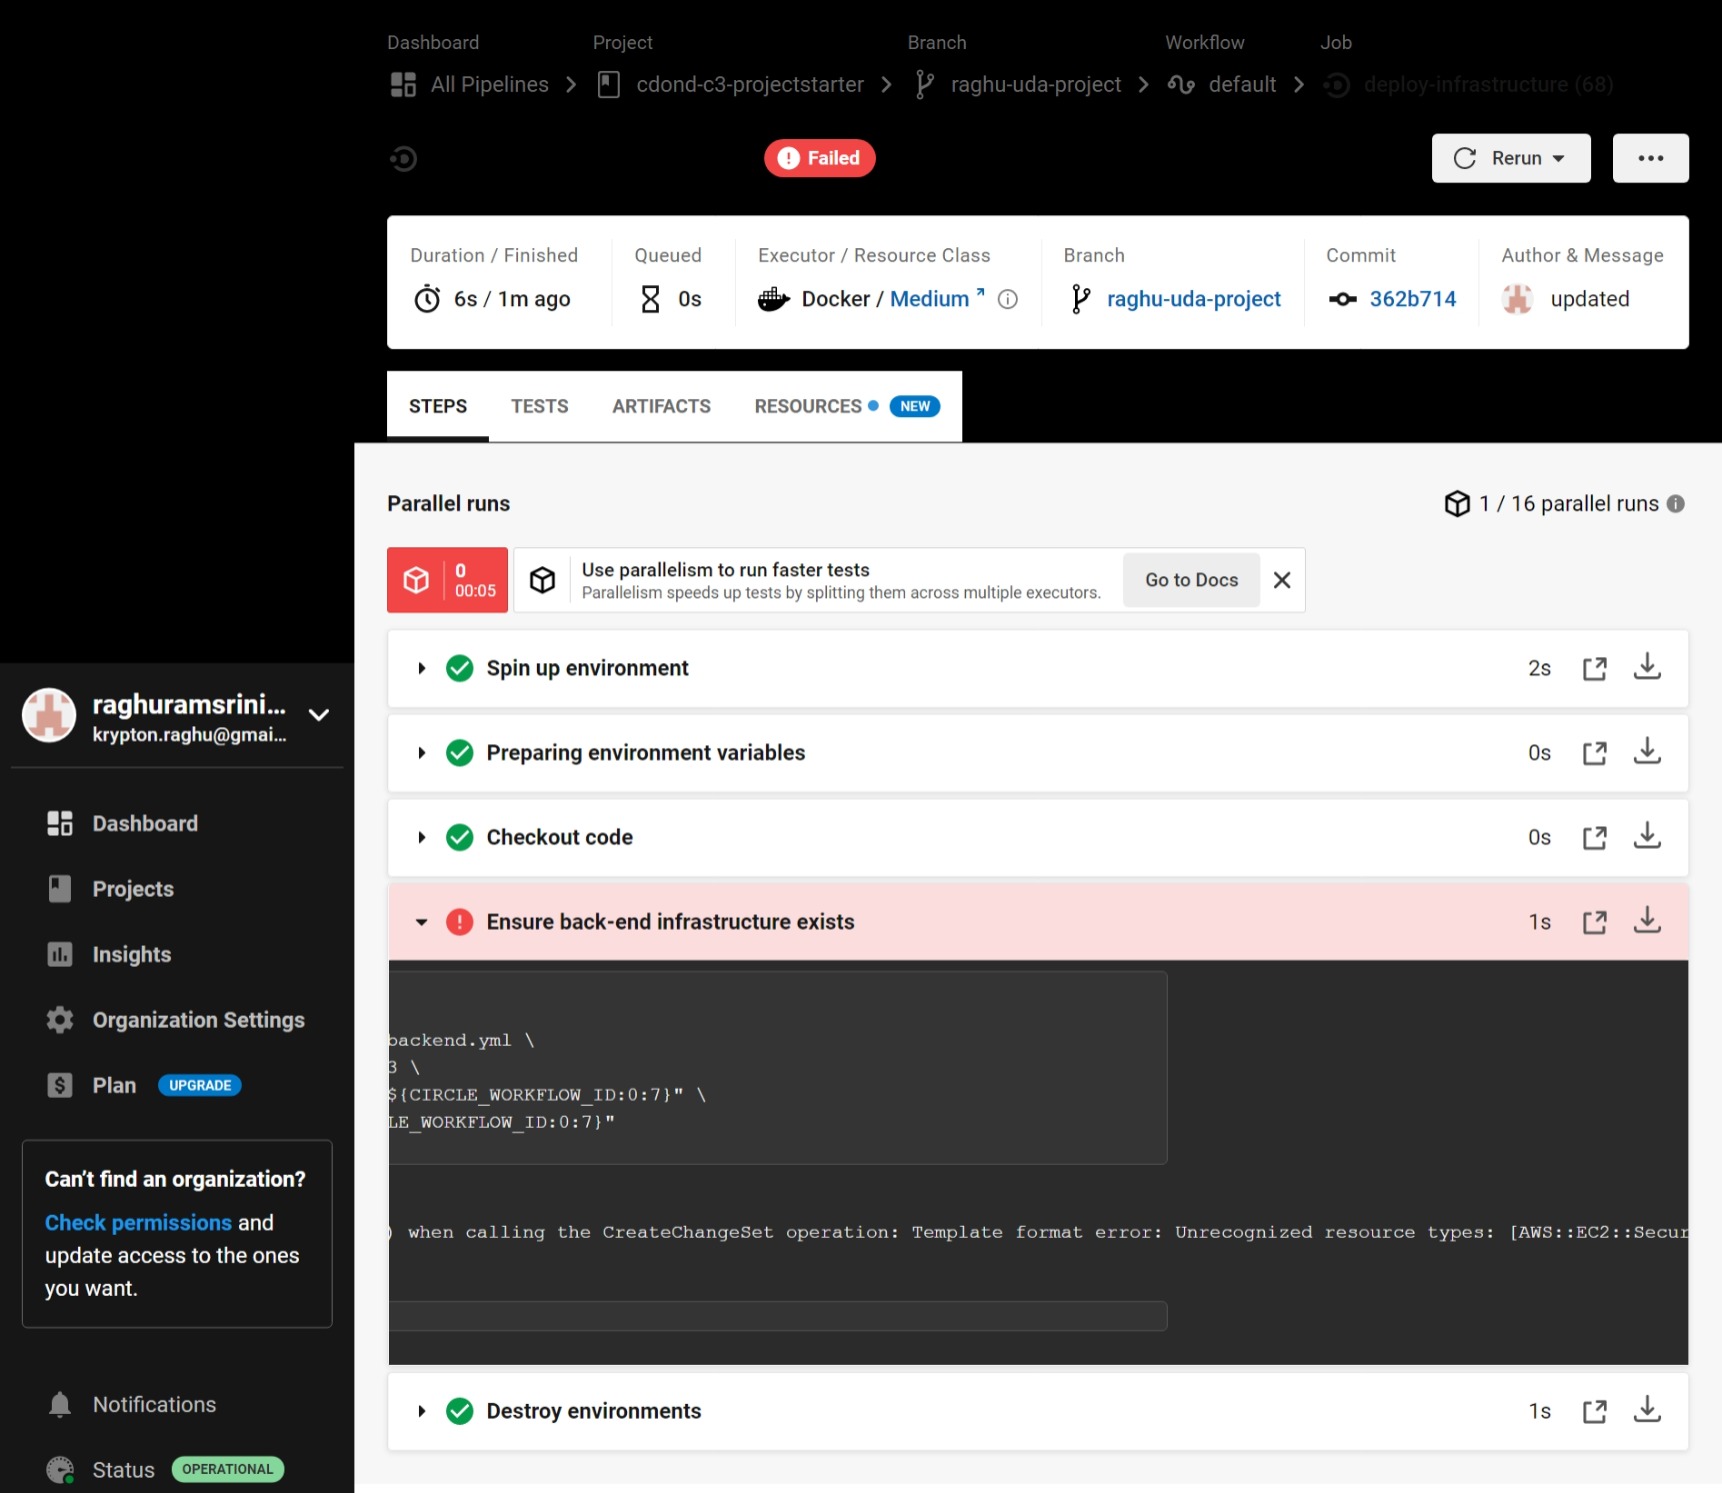 Dashboard Project Branch Workflow Job
All Pipelines cdond-c3-projectstarter raghu-uda-project default deploy-infrastructure (68)
Failed
Rerun
Duration / Finished Queued Executor / Resource Class Branch Commit Author & Message
6s / 1m ago 0s Docker / Medium raghu-uda-project 362b714 updated
STEPS TESTS ARTIFACTS RESOURCES NEW
Parallel runs
1 / 16 parallel runs
0
00:05
Use parallelism to run faster tests
Parallelism speeds up tests by splitting them across multiple executors.
Go to Docs
Spin up environment 2s
Preparing environment variables 0s
Checkout code 0s
Ensure back-end infrastructure exists 1s
backend.yml \
3 \
${CIRCLE_WORKFLOW_ID:0:7}" \
LE_WORKFLOW_ID:0:7}"
) when calling the CreateChangeSet operation: Template format error: Unrecognized resource types: [AWS::EC2::Secur
Destroy environments 1s
raghuramsrini...
krypton.raghu@gmai...
Dashboard
Projects
Insights
Organization Settings
Plan UPGRADE
Can't find an organization?
Check permissions and
update access to the ones
you want.
Notifications
Status OPERATIONAL